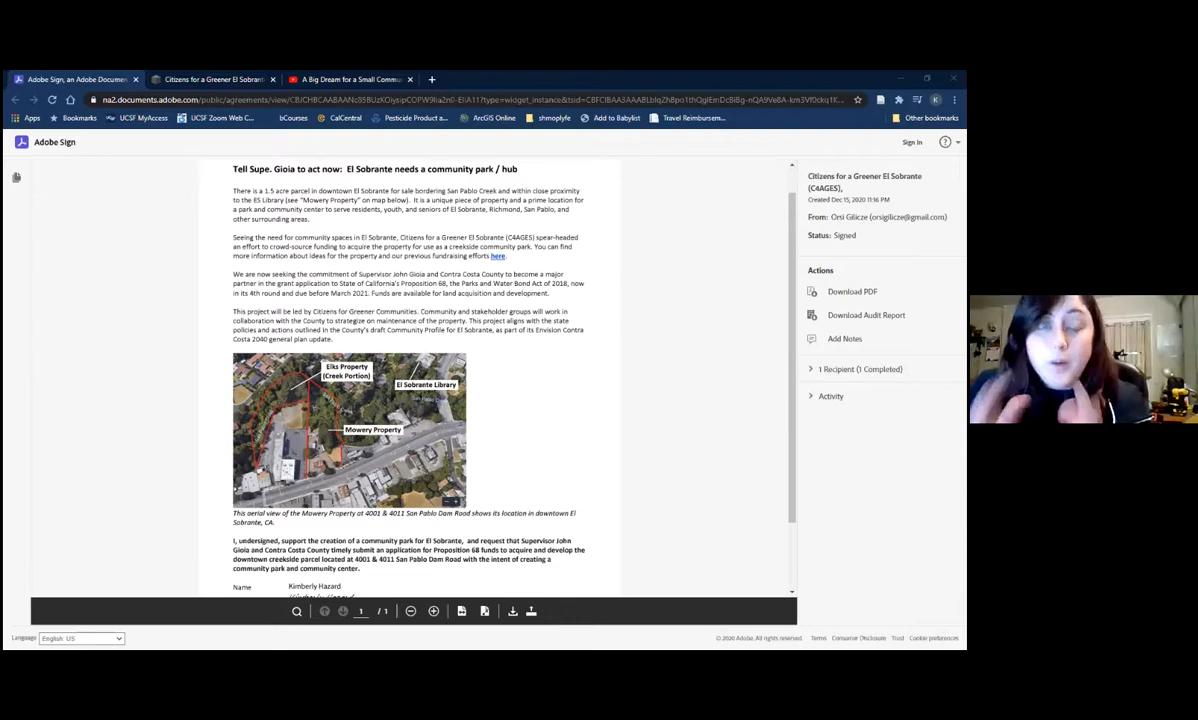 Adobe Sign, an Adobe Documen
Citizens for a Greener El Sobrant
A Big Dream for a Small Commu
Apps
Bookmarks
UCSF MyAccess
UCSF Zoom Web C...
bCourses
CalCentral
Pesticide Product a...
ArcGIS Online
shmoplyfe
Add to Babylist
Travel Reimbursem...
Other bookmarks
Adobe Sign
Sign In
Tell Supe. Gioia to act now: El Sobrante needs a community park / hub
There is a 1.5 acre parcel in downtown El Sobrante for sale bordering San Pablo Creek and within close proximity
to the ES Library (see "Mowery Property" on map below). It is a unique piece of property and a prime location for
a park and community center to serve residents, youth, and seniors of El Sobrante, Richmond, San Pablo, and
other surrounding areas.
Seeing the need for community spaces in El Sobrante, Citizens for a Greener El Sobrante (C4AGES) spear-headed
an effort to crowd-source funding to acquire the property for use as a creekside community park. You can find
more information about ideas for the property and our previous fundraising efforts here.
We are now seeking the commitment of Supervisor John Gioia and Contra Costa County to become a major
partner in the grant application to State of California's Proposition 68, the Parks and Water Bond Act of 2018, now
in its 4th round and due before March 2021. Funds are available for land acquisition and development.
This project will be led by Citizens for Greener Communities. Community and stakeholder groups will work in
collaboration with the County to strategize on maintenance of the property. This project aligns with the state
policies and actions outlined in the County's draft Community Profile for El Sobrante, as part of its Envision Contra
Costa 2040 general plan update.
Elks Property
(Creek Portion)
El Sobrante Library
Mowery Property
This aerial view of the Mowery Property at 4001 & 4011 San Pablo Dam Road shows its location in downtown El
Sobrante, CA.
I, undersigned, support the creation of a community park for El Sobrante, and request that Supervisor John
Gioia and Contra Costa County timely submit an application for Proposition 68 funds to acquire and develop the
downtown creekside parcel located at 4001 & 4011 San Pablo Dam Road with the intent of creating a
community park and community center.
Name Kimberly Hazard
1 / 1
Citizens for a Greener El Sobrante
(C4AGES),
Created Dec 15, 2020 11:16 PM
From: Orsi Gilicze (orsigilicze@gmail.com)
Status: Signed
Actions
Download PDF
Download Audit Report
Add Notes
1 Recipient (1 Completed)
Activity
Language English: US
© 2020 Adobe. All rights reserved. Terms Consumer Disclosure Trust Cookie preferences